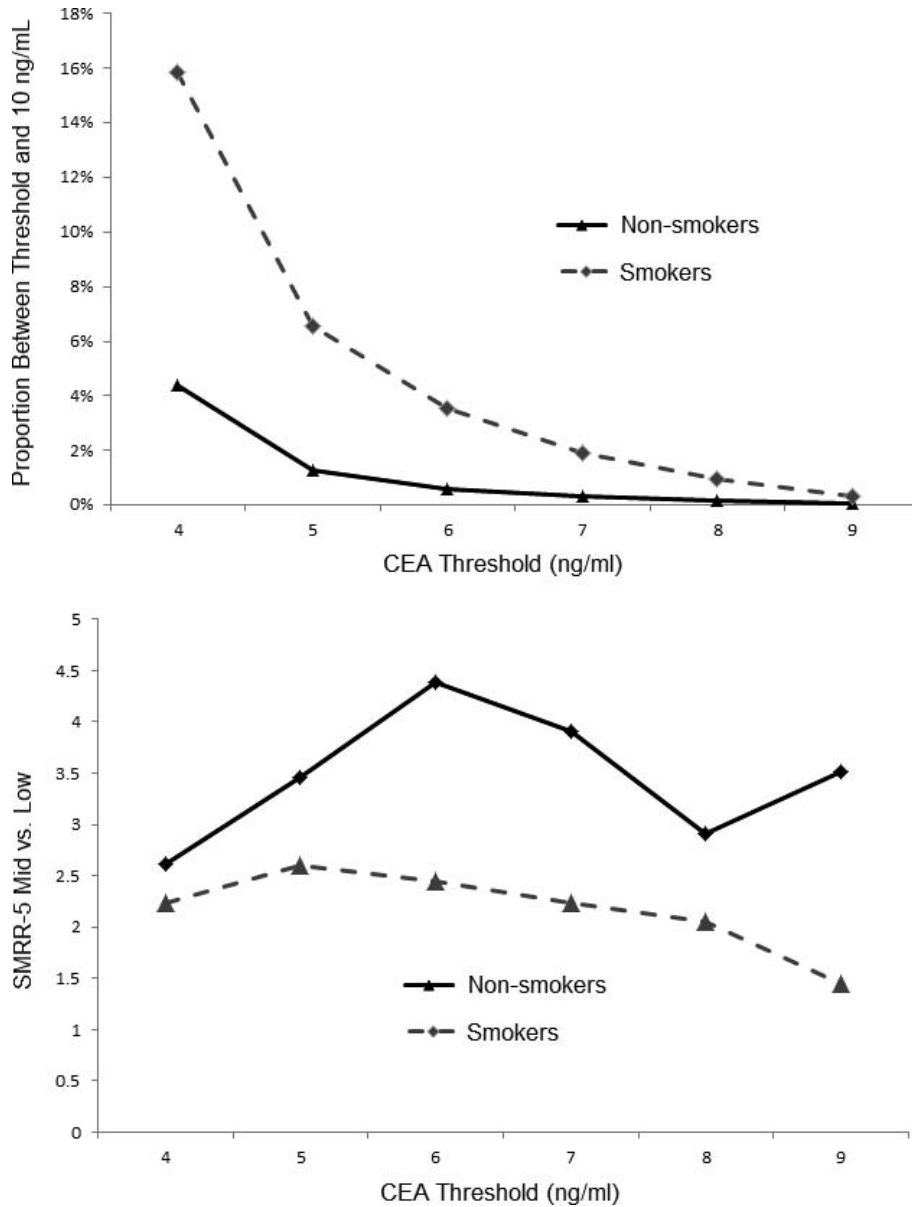 Proportion Between Threshold and 10 ng/mL
18%
16%
14%
12%
10%
8%
6%
4%
2%
0%
Non-smokers
Smokers
4 5 6 7 8 9
CEA Threshold (ng/ml)
SMRR-5 Mid vs. Low
5
4.5
4
3.5
3
2.5
2
1.5
1
0.5
0
Non-smokers
Smokers
4 5 6 7 8 9
CEA Threshold (ng/ml)